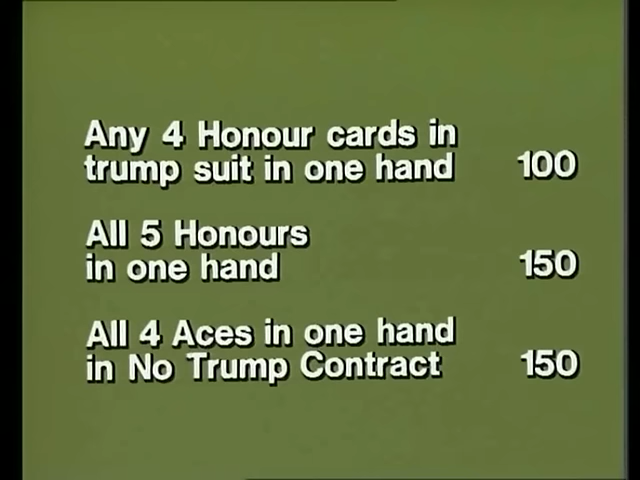 Any 4 Honour cards in
trump suit in one hand 100
All 5 Honours
in one hand 150
All 4 Aces in one hand
in No Trump Contract 150